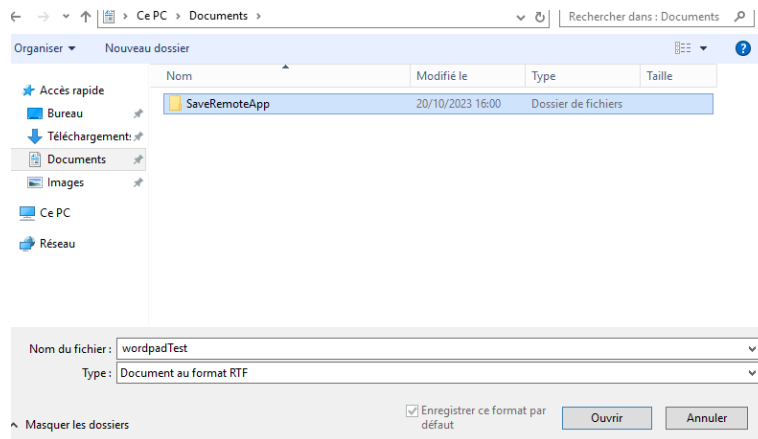 Ce PC > Documents >
Rechercher dans : Documents
Organiser
Nouveau dossier
Nom
Modifié le
Type
Taille
Accès rapide
Bureau
Téléchargement:
Documents
Images
Ce PC
Réseau
SaveRemoteApp
20/10/2023 16:00
Dossier de fichiers
Nom du fichier :
wordpadTest
Type :
Document au format RTF
Masquer les dossiers
Enregistrer ce format par
défaut
Ouvrir
Annuler